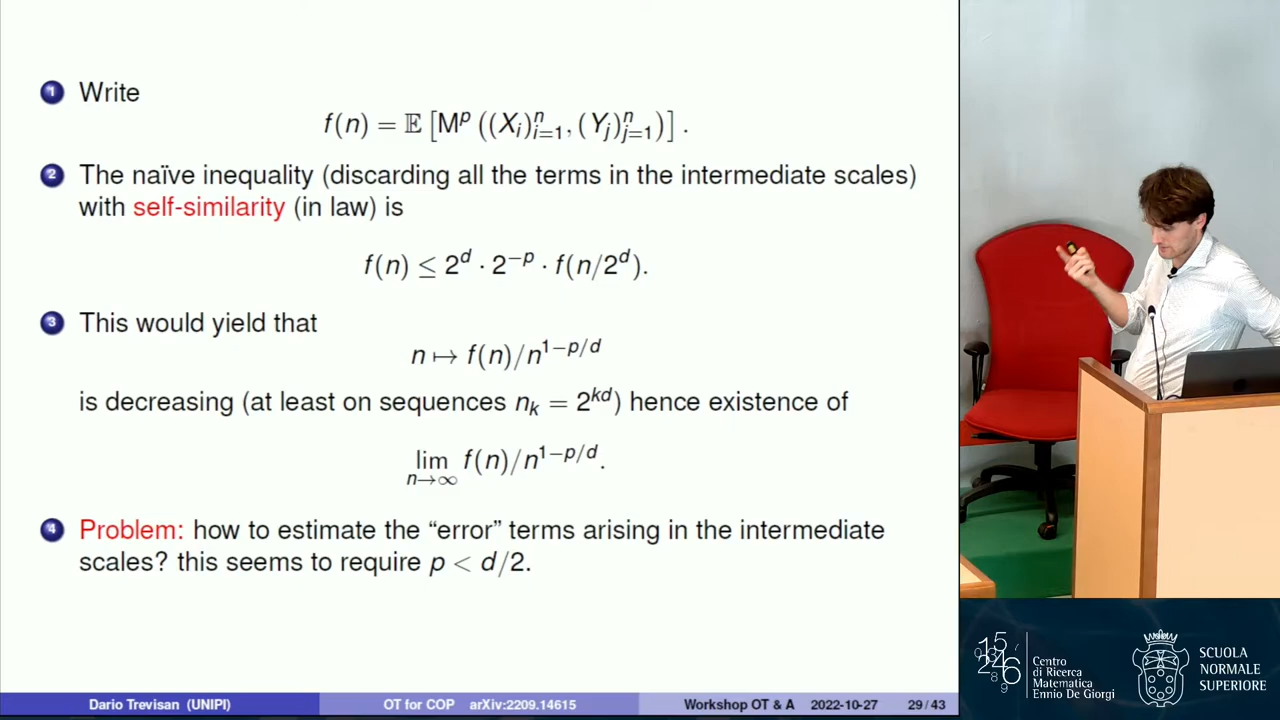 1 Write
f(n) = 𝔼 [M^p ((X_i)_{i=1}^n, (Y_j)_{j=1}^n)] .
2 The naïve inequality (discarding all the terms in the intermediate scales)
with self-similarity (in law) is
f(n) ≤ 2^d · 2^{−p} · f(n/2^d).
3 This would yield that
n ↦ f(n)/n^{1−p/d}
is decreasing (at least on sequences n_k = 2^{kd}) hence existence of
lim_{n→∞} f(n)/n^{1−p/d}.
4 Problem: how to estimate the “error” terms arising in the intermediate
scales? this seems to require p < d/2.
Dario Trevisan (UNIPI) OT for COP arXiv:2209.14615 Workshop OT & A 2022-10-27 29 / 43
Centro
di Ricerca
Matematica
Ennio De Giorgi
SCUOLA
NORMALE
SUPERIORE